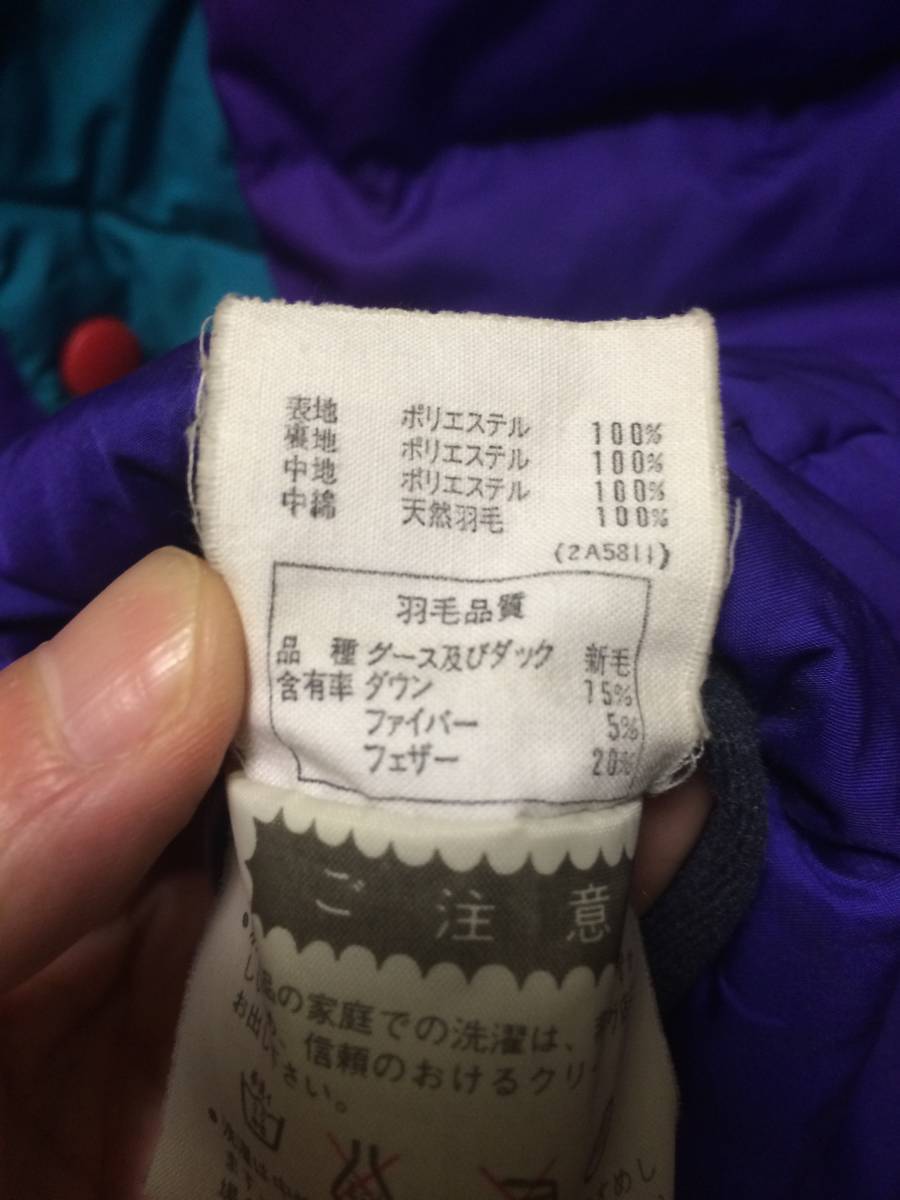 表地 ポリエステル 100%
裏地 ポリエステル 100%
中地 ポリエステル 100%
中綿 天然羽毛 100%
(2A5811)
羽毛品質
品種 グース及びダック 新毛
含有率 ダウン 15%
ファイバー 5%
フェザー 20%
ご注意
の家庭での洗濯は、
お出し 信頼のおけるクリ
さい。